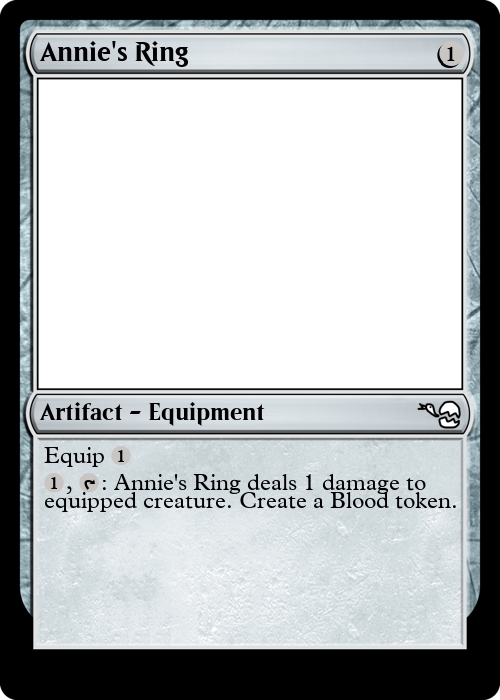 Annie's Ring 1
Artifact – Equipment
Equip 1
1, : Annie's Ring deals 1 damage to
equipped creature. Create a Blood token.